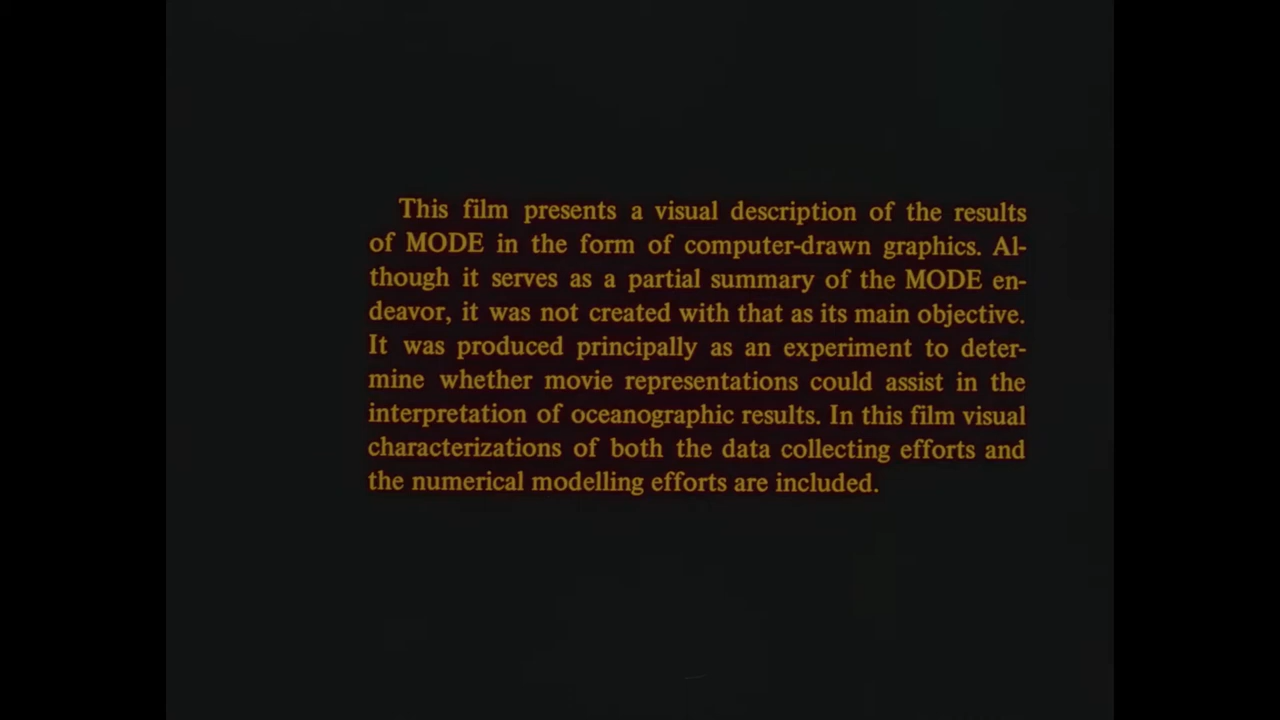 This film presents a visual description of the results
of MODE in the form of computer-drawn graphics. Al-
though it serves as a partial summary of the MODE en-
deavor, it was not created with that as its main objective.
It was produced principally as an experiment to deter-
mine whether movie representations could assist in the
interpretation of oceanographic results. In this film visual
characterizations of both the data collecting efforts and
the numerical modelling efforts are included.